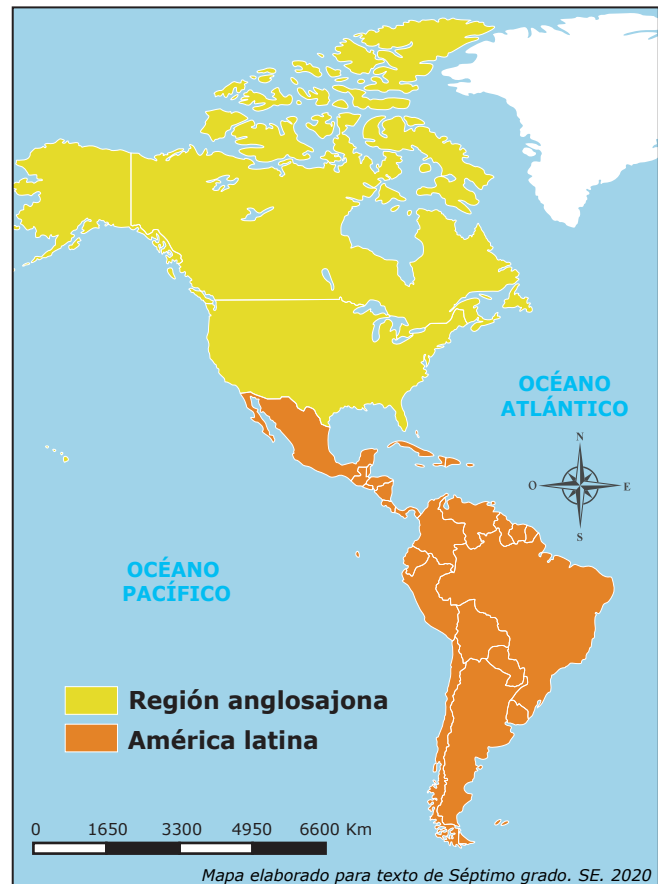 OCÉANO
ATLÁNTICO
N
O
E
S
OCÉANO
PACÍFICO
Región anglosajona
América latina
0 1650 3300 4950 6600 Km
Mapa elaborado para texto de Séptimo grado. SE. 2020